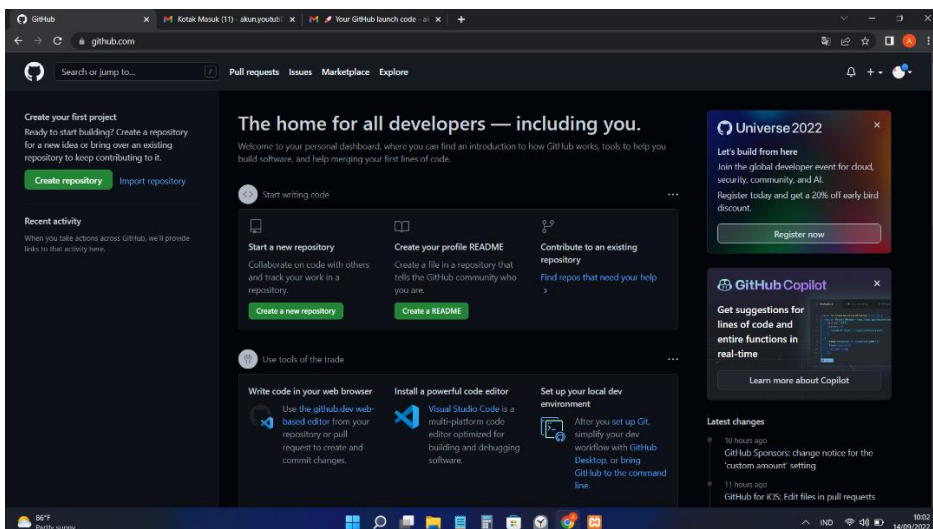 GitHub
Kotak Masuk (11) - akun.youtub
Your GitHub launch code - a
github.com
Search or jump to...
/
Pull requests Issues Marketplace Explore
Create your first project
Ready to start building? Create a repository
for a new idea or bring over an existing
repository to keep contributing to it.
Create repository Import repository
Recent activity
When you take actions across GitHub, we'll provide
links to that activity here.
The home for all developers — including you.
Welcome to your personal dashboard, where you can find an introduction to how GitHub works, tools to help you
build software, and help merging your first lines of code.
Start writing code
Start a new repository
Collaborate on code with others
and track your work in a
repository.
Create a new repository
Create your profile README
Create a file in a repository that
tells the GitHub community who
you are.
Create a README
Contribute to an existing
repository
Find repos that need your help
Use tools of the trade
Write code in your web browser
Use the github.dev web-
based editor from your
repository or pull
request to create and
commit changes.
Install a powerful code editor
Visual Studio Code is a
multi-platform code
editor optimized for
building and debugging
software.
Set up your local dev
environment
After you set up Git,
simplify your dev
workflow with GitHub
Desktop, or bring
GitHub to the command
line.
Universe 2022
Let's build from here
Join the global developer event for cloud,
security, community, and AI.
Register today and get a 20% off early bird
discount.
Register now
GitHub Copilot
Get suggestions for
lines of code and
entire functions in
real-time
Learn more about Copilot
Latest changes
10 hours ago
GitHub Sponsors: change notice for the
'custom amount' setting
11 hours ago
GitHub for iOS: Edit files in pull requests
86°F
Partly sunny
IND
10:02
14/09/2022